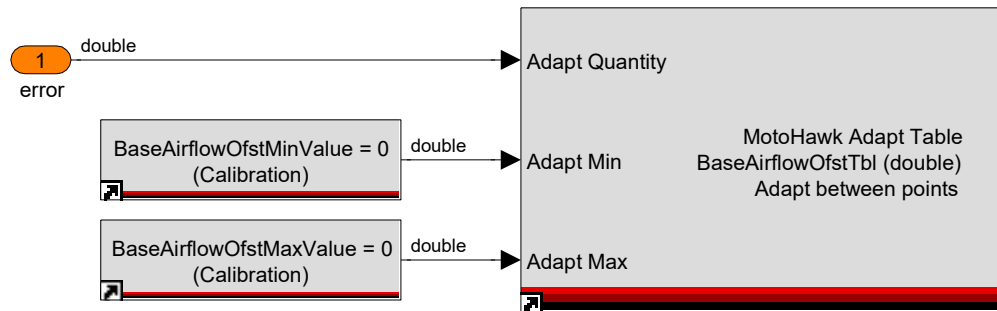 1
double
error
Adapt Quantity
BaseAirflowOfstMinValue = 0
(Calibration)
double
Adapt Min
MotoHawk Adapt Table
BaseAirflowOfstTbl (double)
Adapt between points
BaseAirflowOfstMaxValue = 0
(Calibration)
double
Adapt Max